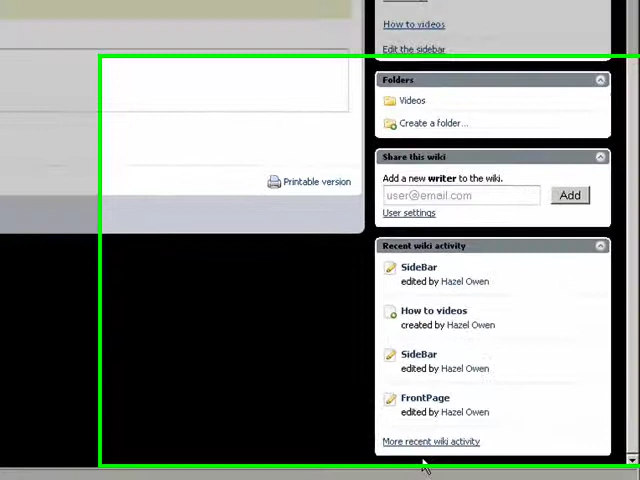 How to videos
Edit the sidebar
Folders
Videos
Create a folder...
Share this wiki
Add a new writer to the wiki.
user@email.com
Add
User settings
Printable version
Recent wiki activity
SideBar
edited by Hazel Owen
How to videos
created by Hazel Owen
SideBar
edited by Hazel Owen
FrontPage
edited by Hazel Owen
More recent wiki activity